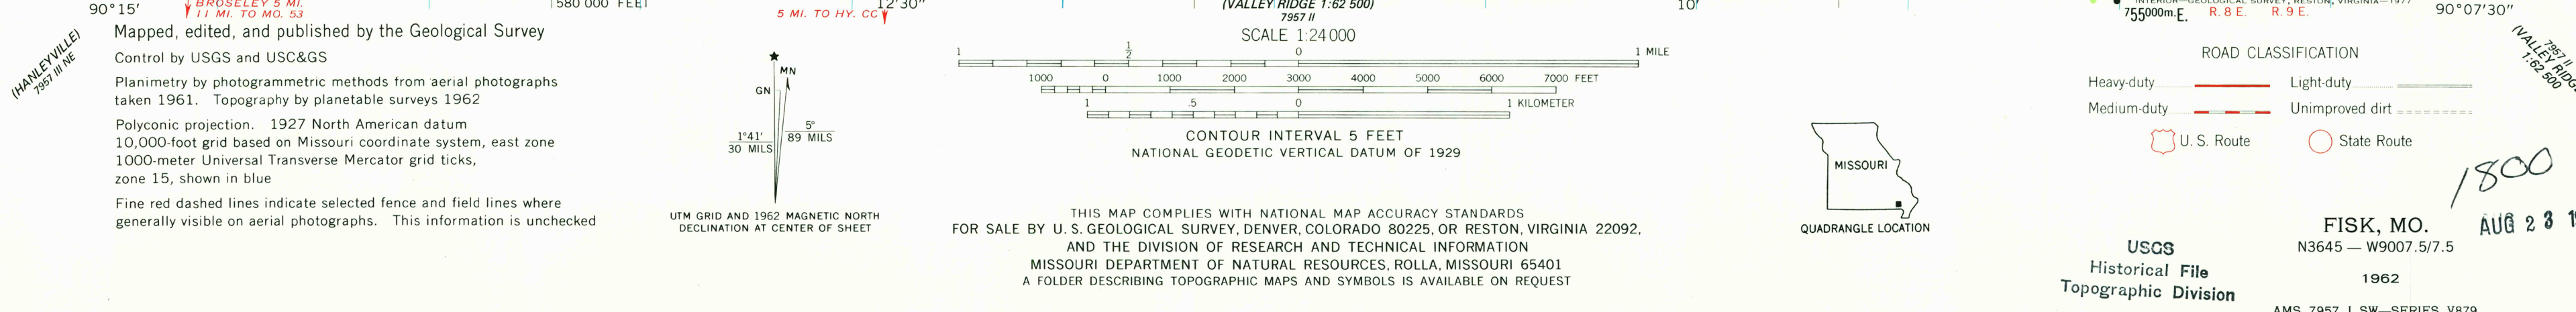 90°15'
BROSELEY 5 MI.
11 MI. TO MO. 53
580 000 FEET
12'30"
5 MI. TO HY. CC
(VALLEY RIDGE 1:62 500)
7957 II
10'
INTERIOR—GEOLOGICAL SURVEY, RESTON, VIRGINIA—1977
755000m.E.
R. 8 E.
R. 9 E.
90°07'30"
(HANLEYVILLE)
7957 III NE
Mapped, edited, and published by the Geological Survey
Control by USGS and USC&GS
Planimetry by photogrammetric methods from aerial photographs
taken 1961. Topography by planetable surveys 1962
Polyconic projection. 1927 North American datum
10,000-foot grid based on Missouri coordinate system, east zone
1000-meter Universal Transverse Mercator grid ticks,
zone 15, shown in blue
Fine red dashed lines indicate selected fence and field lines where
generally visible on aerial photographs. This information is unchecked
★
MN
GN
1°41'
30 MILS
5°
89 MILS
UTM GRID AND 1962 MAGNETIC NORTH
DECLINATION AT CENTER OF SHEET
SCALE 1:24000
1 ½ 0 1 MILE
1000 0 1000 2000 3000 4000 5000 6000 7000 FEET
1 .5 0 1 KILOMETER
CONTOUR INTERVAL 5 FEET
NATIONAL GEODETIC VERTICAL DATUM OF 1929
THIS MAP COMPLIES WITH NATIONAL MAP ACCURACY STANDARDS
FOR SALE BY U. S. GEOLOGICAL SURVEY, DENVER, COLORADO 80225, OR RESTON, VIRGINIA 22092,
AND THE DIVISION OF RESEARCH AND TECHNICAL INFORMATION
MISSOURI DEPARTMENT OF NATURAL RESOURCES, ROLLA, MISSOURI 65401
A FOLDER DESCRIBING TOPOGRAPHIC MAPS AND SYMBOLS IS AVAILABLE ON REQUEST
MISSOURI
QUADRANGLE LOCATION
ROAD CLASSIFICATION
Heavy-duty
Light-duty
Medium-duty
Unimproved dirt
U. S. Route
State Route
7957 II
(VALLEY RIDG
1:62 500)
1800
FISK, MO.
AUG 23 1
N3645 — W9007.5/7.5
USGS
Historical File
Topographic Division
1962
AMS 7957 I SW—SERIES V879